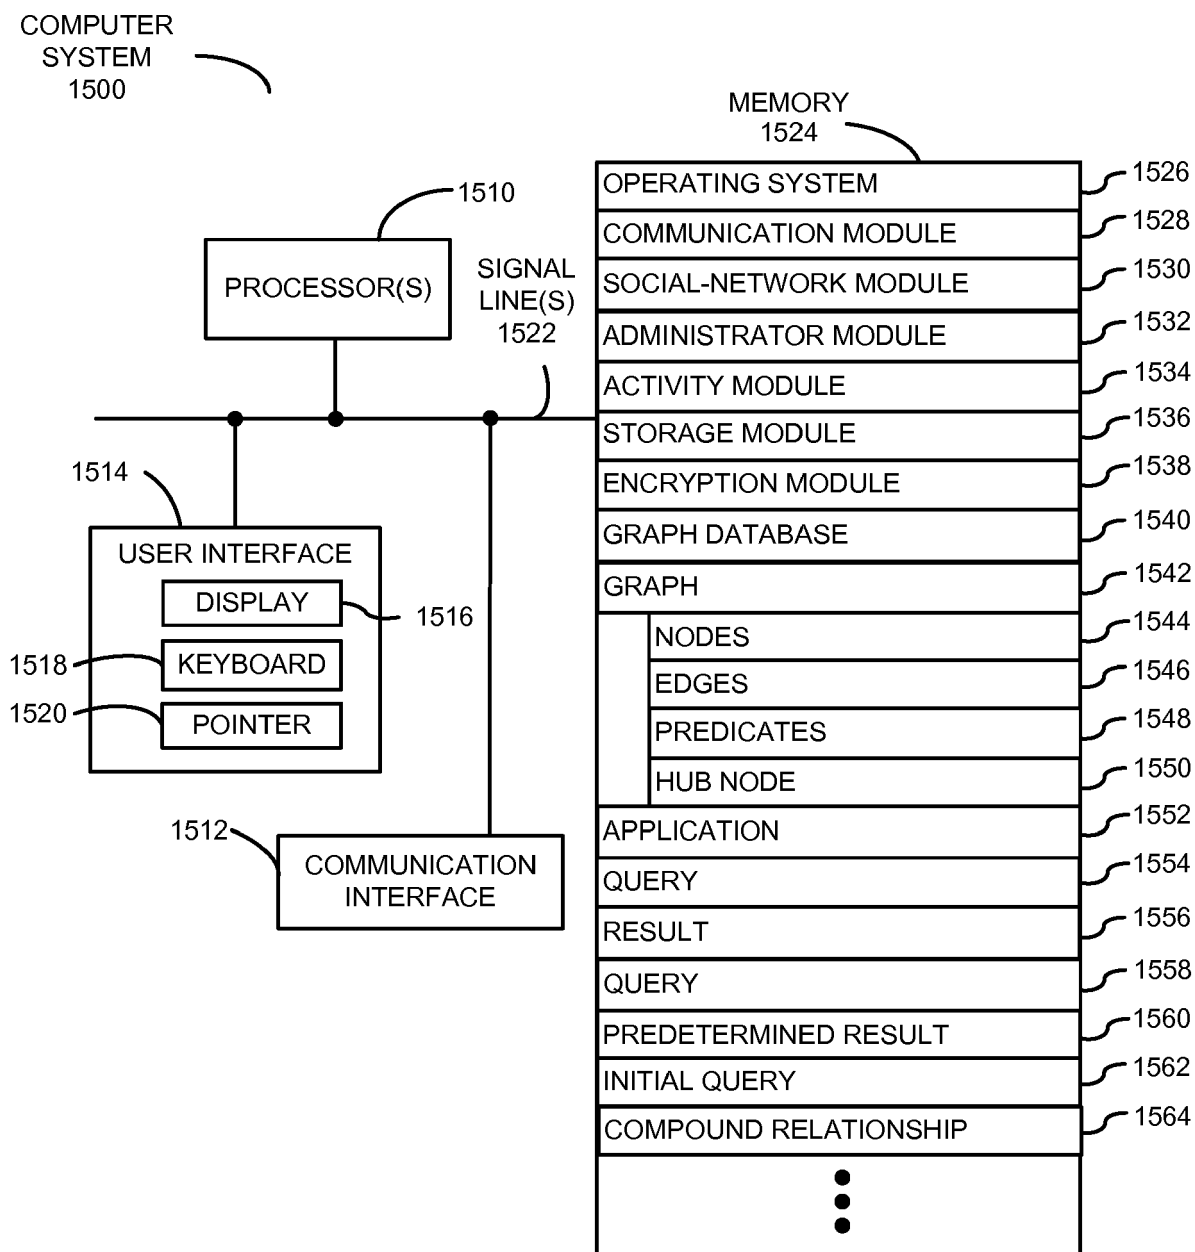 COMPUTER
SYSTEM
1500
MEMORY
1524
OPERATING SYSTEM
1526
COMMUNICATION MODULE
1528
SOCIAL-NETWORK MODULE
1530
ADMINISTRATOR MODULE
1532
ACTIVITY MODULE
1534
STORAGE MODULE
1536
ENCRYPTION MODULE
1538
GRAPH DATABASE
1540
GRAPH
1542
NODES
1544
EDGES
1546
PREDICATES
1548
HUB NODE
1550
APPLICATION
1552
QUERY
1554
RESULT
1556
QUERY
1558
PREDETERMINED RESULT
1560
INITIAL QUERY
1562
COMPOUND RELATIONSHIP
1564
1510
PROCESSOR(S)
SIGNAL
LINE(S)
1522
1514
USER INTERFACE
DISPLAY
1516
1518
KEYBOARD
1520
POINTER
1512
COMMUNICATION
INTERFACE